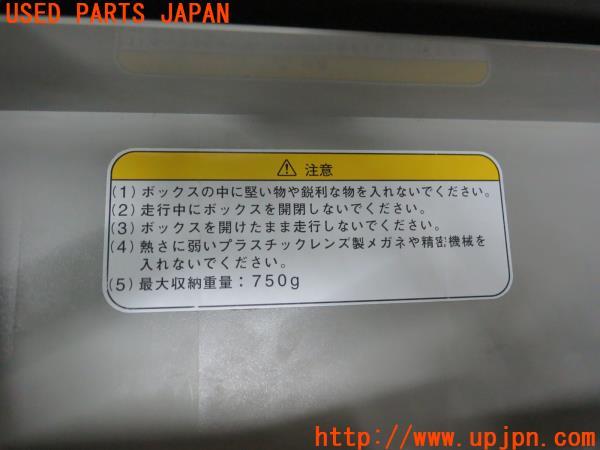 USED PARTS JAPAN
⚠ 注意
(1) ボックスの中に堅い物や鋭利な物を入れないでください。
(2) 走行中にボックスを開閉しないでください。
(3) ボックスを開けたまま走行しないでください。
(4) 熱さに弱いプラスチックレンズ製メガネや精密機械を
入れないでください。
(5) 最大収納重量：750g
http://www.upjpn.com/